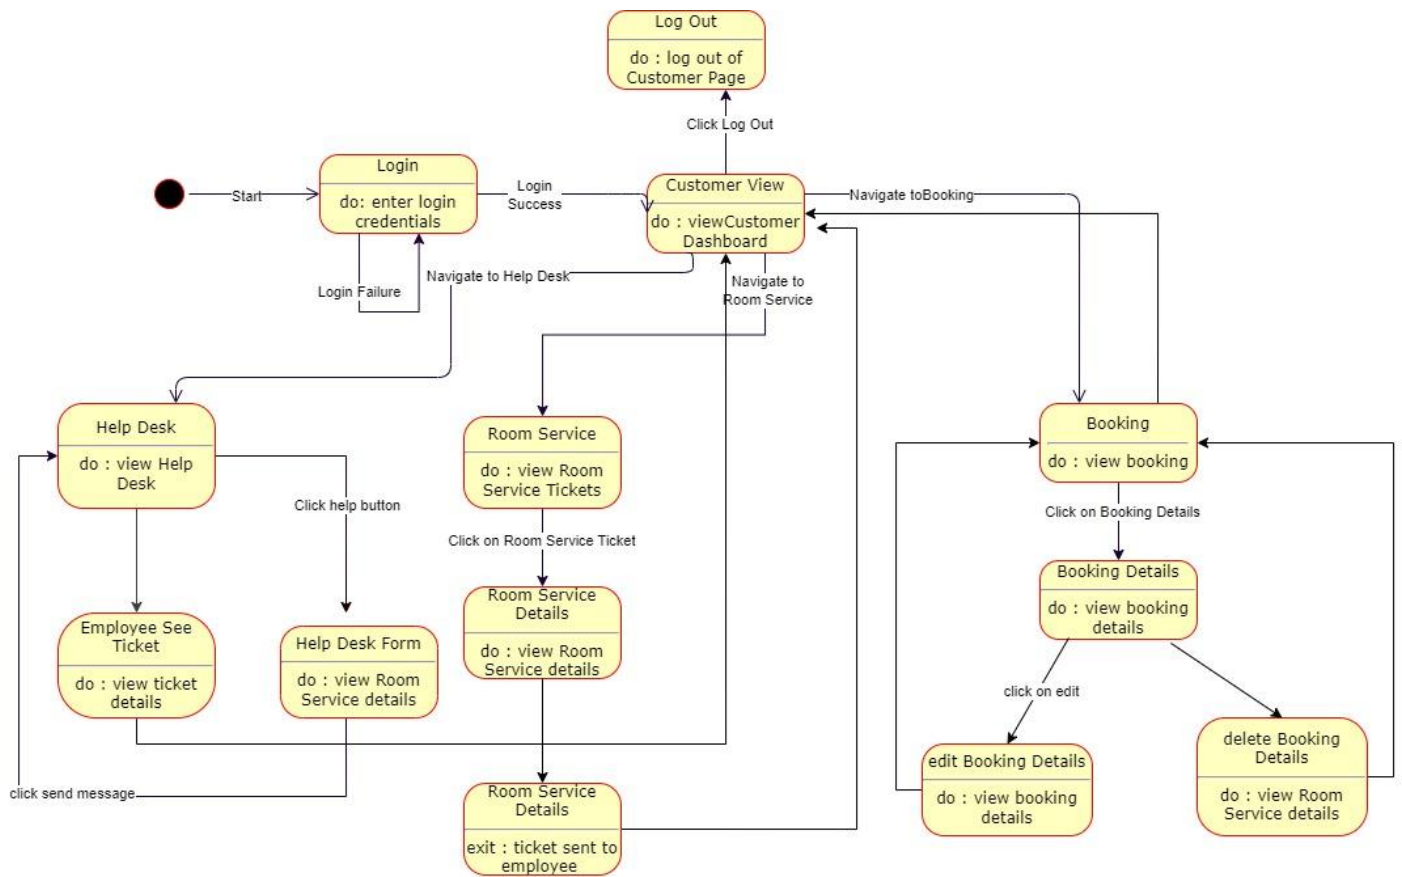 Log Out
do : log out of
Customer Page
Click Log Out
Login
do: enter login
credentials
Start
Login
Success
Customer View
do : viewCustomer
Dashboard
Navigate toBooking
Login Failure
Navigate to Help Desk
Navigate to
Room Service
Help Desk
do : view Help
Desk
Click help button
Room Service
do : view Room
Service Tickets
Click on Room Service Ticket
Booking
do : view booking
Click on Booking Details
Booking Details
do : view booking
details
Room Service
Details
do : view Room
Service details
Employee See
Ticket
do : view ticket
details
Help Desk Form
do : view Room
Service details
click send message
click on edit
Room Service
Details
exit : ticket sent to
employee
edit Booking Details
do : view booking
details
delete Booking
Details
do : view Room
Service details